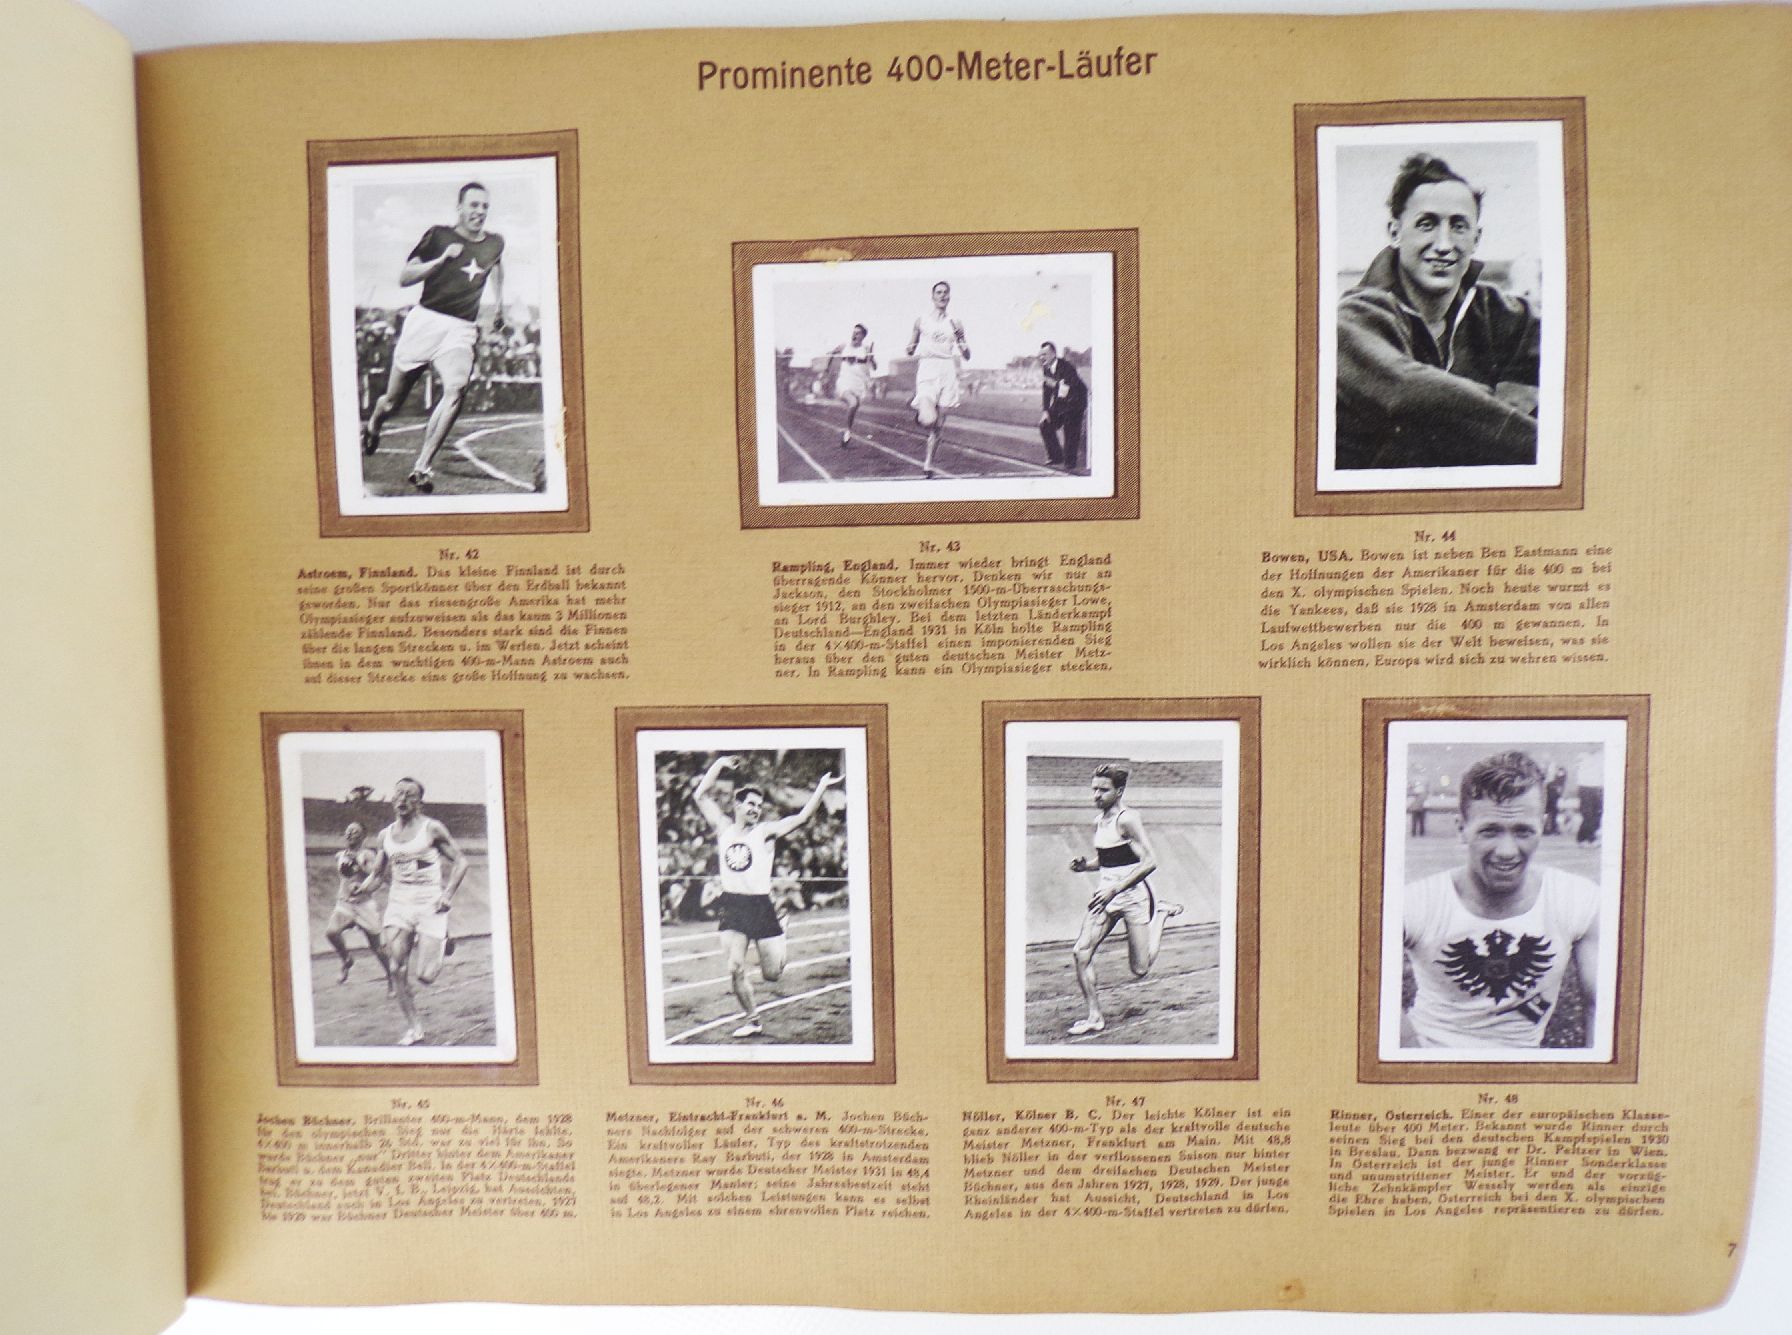 Prominente 400-Meter-Läufer
Nr. 42
Astroem, Finnland. Das kleine Finnland ist durch
seine großen Sportkönner über den Erdball bekannt
geworden. Nur das riesengroße Amerika hat mehr
Olympiasieger aufzuweisen als das kaum 3 Millionen
zählende Finnland. Besonders stark sind die Finnen
über die langen Strecken u. im Werfen. Jetzt scheint
ihnen in dem wuchtigen 400-m-Mann Astroem auch
auf dieser Strecke eine große Hoffnung zu wachsen.
Nr. 43
Rampling, England. Immer wieder bringt England
überragende Könner hervor. Denken wir nur an
Jackson, den Stockholmer 1500-m-Überraschungs-
sieger 1912, an den zweifachen Olympiasieger Lowe,
an Lord Burghley. Bei dem letzten Länderkampf
Deutschland—England 1931 in Köln holte Rampling
in der 4×400-m-Staffel einen imponierenden Sieg
heraus über den guten deutschen Meister Metz-
ner. In Rampling kann ein Olympiasieger stecken.
Nr. 44
Bowen, USA. Bowen ist neben Ben Eastmann eine
der Hoffnungen der Amerikaner für die 400 m bei
den X. olympischen Spielen. Noch heute wurmt es
die Yankees, daß sie 1928 in Amsterdam von allen
Laufwettbewerben nur die 400 m gewannen. In
Los Angeles wollen sie der Welt beweisen, was sie
wirklich können. Europa wird sich zu wehren wissen.
Nr. 45
Jochen Büchner. Brillanter 400-m-Mann, dem 1928
für den olympischen Sieg nur die Härte fehlte.
4×400 m innerhalb 26 Std. war zu viel für ihn. So
wurde Büchner „nur" Dritter hinter dem Amerikaner
Barbuti u. dem Kanadier Ball. In der 4×400-m-Staffel
trug er zu dem guten zweiten Platz Deutschlands
bei. Büchner, jetzt V. f. B., Leipzig, hat Aussichten,
Deutschland auch in Los Angeles zu vertreten. 1927
bis 1929 war Büchner Deutscher Meister über 400 m.
Nr. 46
Metzner, Eintracht-Frankfurt a. M. Jochen Büch-
ners Nachfolger auf der schweren 400-m-Strecke.
Ein kraftvoller Läufer, Typ des kraftstrotzenden
Amerikaners Ray Barbuti, der 1928 in Amsterdam
siegte. Metzner wurde Deutscher Meister 1931 in 48,4
in überlegener Manier; seine Jahresbestzeit steht
auf 48,2. Mit solchen Leistungen kann es selbst
in Los Angeles zu einem ehrenvollen Platz reichen.
Nr. 47
Nöller, Kölner B. C. Der leichte Kölner ist ein
ganz anderer 400-m-Typ als der kraftvolle deutsche
Meister Metzner, Frankfurt am Main. Mit 48,8
blieb Nöller in der verflossenen Saison nur hinter
Metzner und dem dreifachen Deutschen Meister
Büchner, aus den Jahren 1927, 1928, 1929. Der junge
Rheinländer hat Aussicht, Deutschland in Los
Angeles in der 4×400-m-Staffel vertreten zu dürfen.
Nr. 48
Rinner, Österreich. Einer der europäischen Klasse-
leute über 400 Meter. Bekannt wurde Rinner durch
seinen Sieg bei den deutschen Kampfspielen 1930
in Breslau. Dann bezwang er Dr. Peltzer in Wien.
In Österreich ist der junge Rinner Sonderklasse
und unumstrittener Meister. Er und der vorzüg-
liche Zehnkämpfer Wessely werden als einzige
die Ehre haben, Österreich bei den X. olympischen
Spielen in Los Angeles repräsentieren zu dürfen.
7